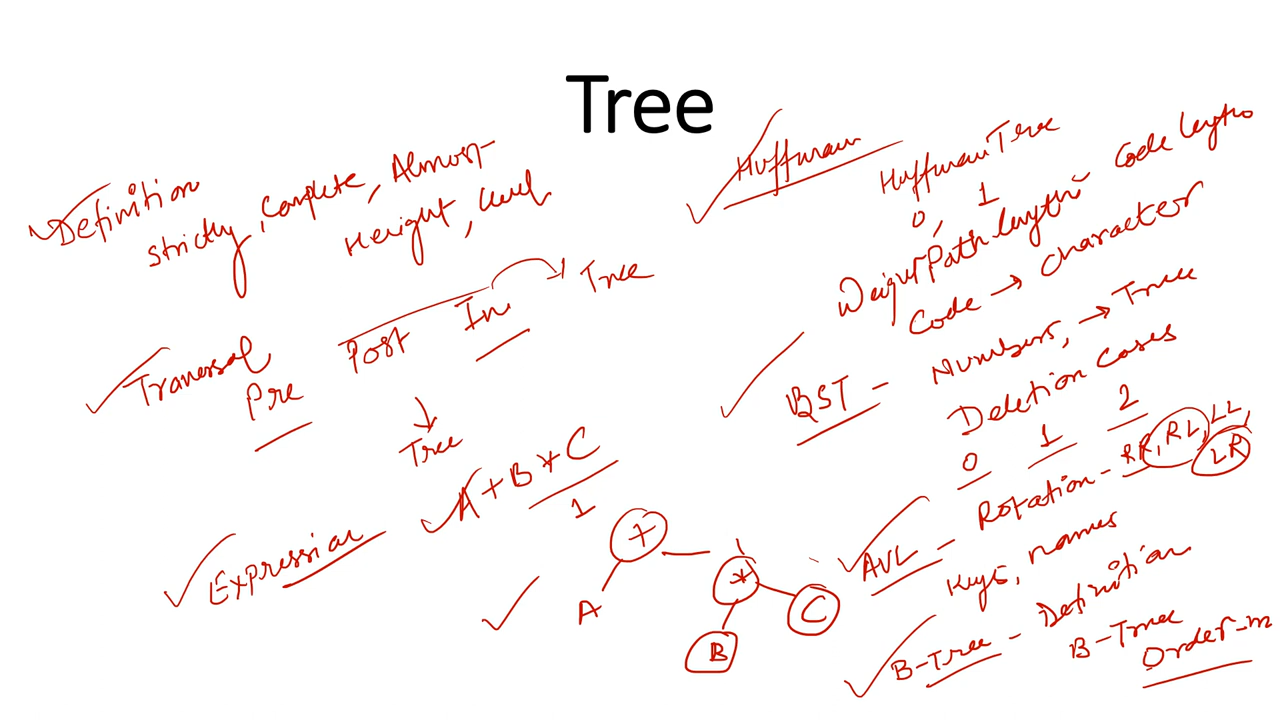 Tree
Definition
Strictly, Complete, Almost
Height, level
Traversal
Pre Post In Tree
Tree
Expression A+B*C
1
+
A *
B C
Huffman Huffman Tree Code length
0, 1
Path length
Code → Character
BST - Numbers, → Tree
Deletion Cases
0 1 2
AVL - Rotation - RR, RL, LL, LR
Keys, names
B-Tree - Definition
B-Tree
Order-m